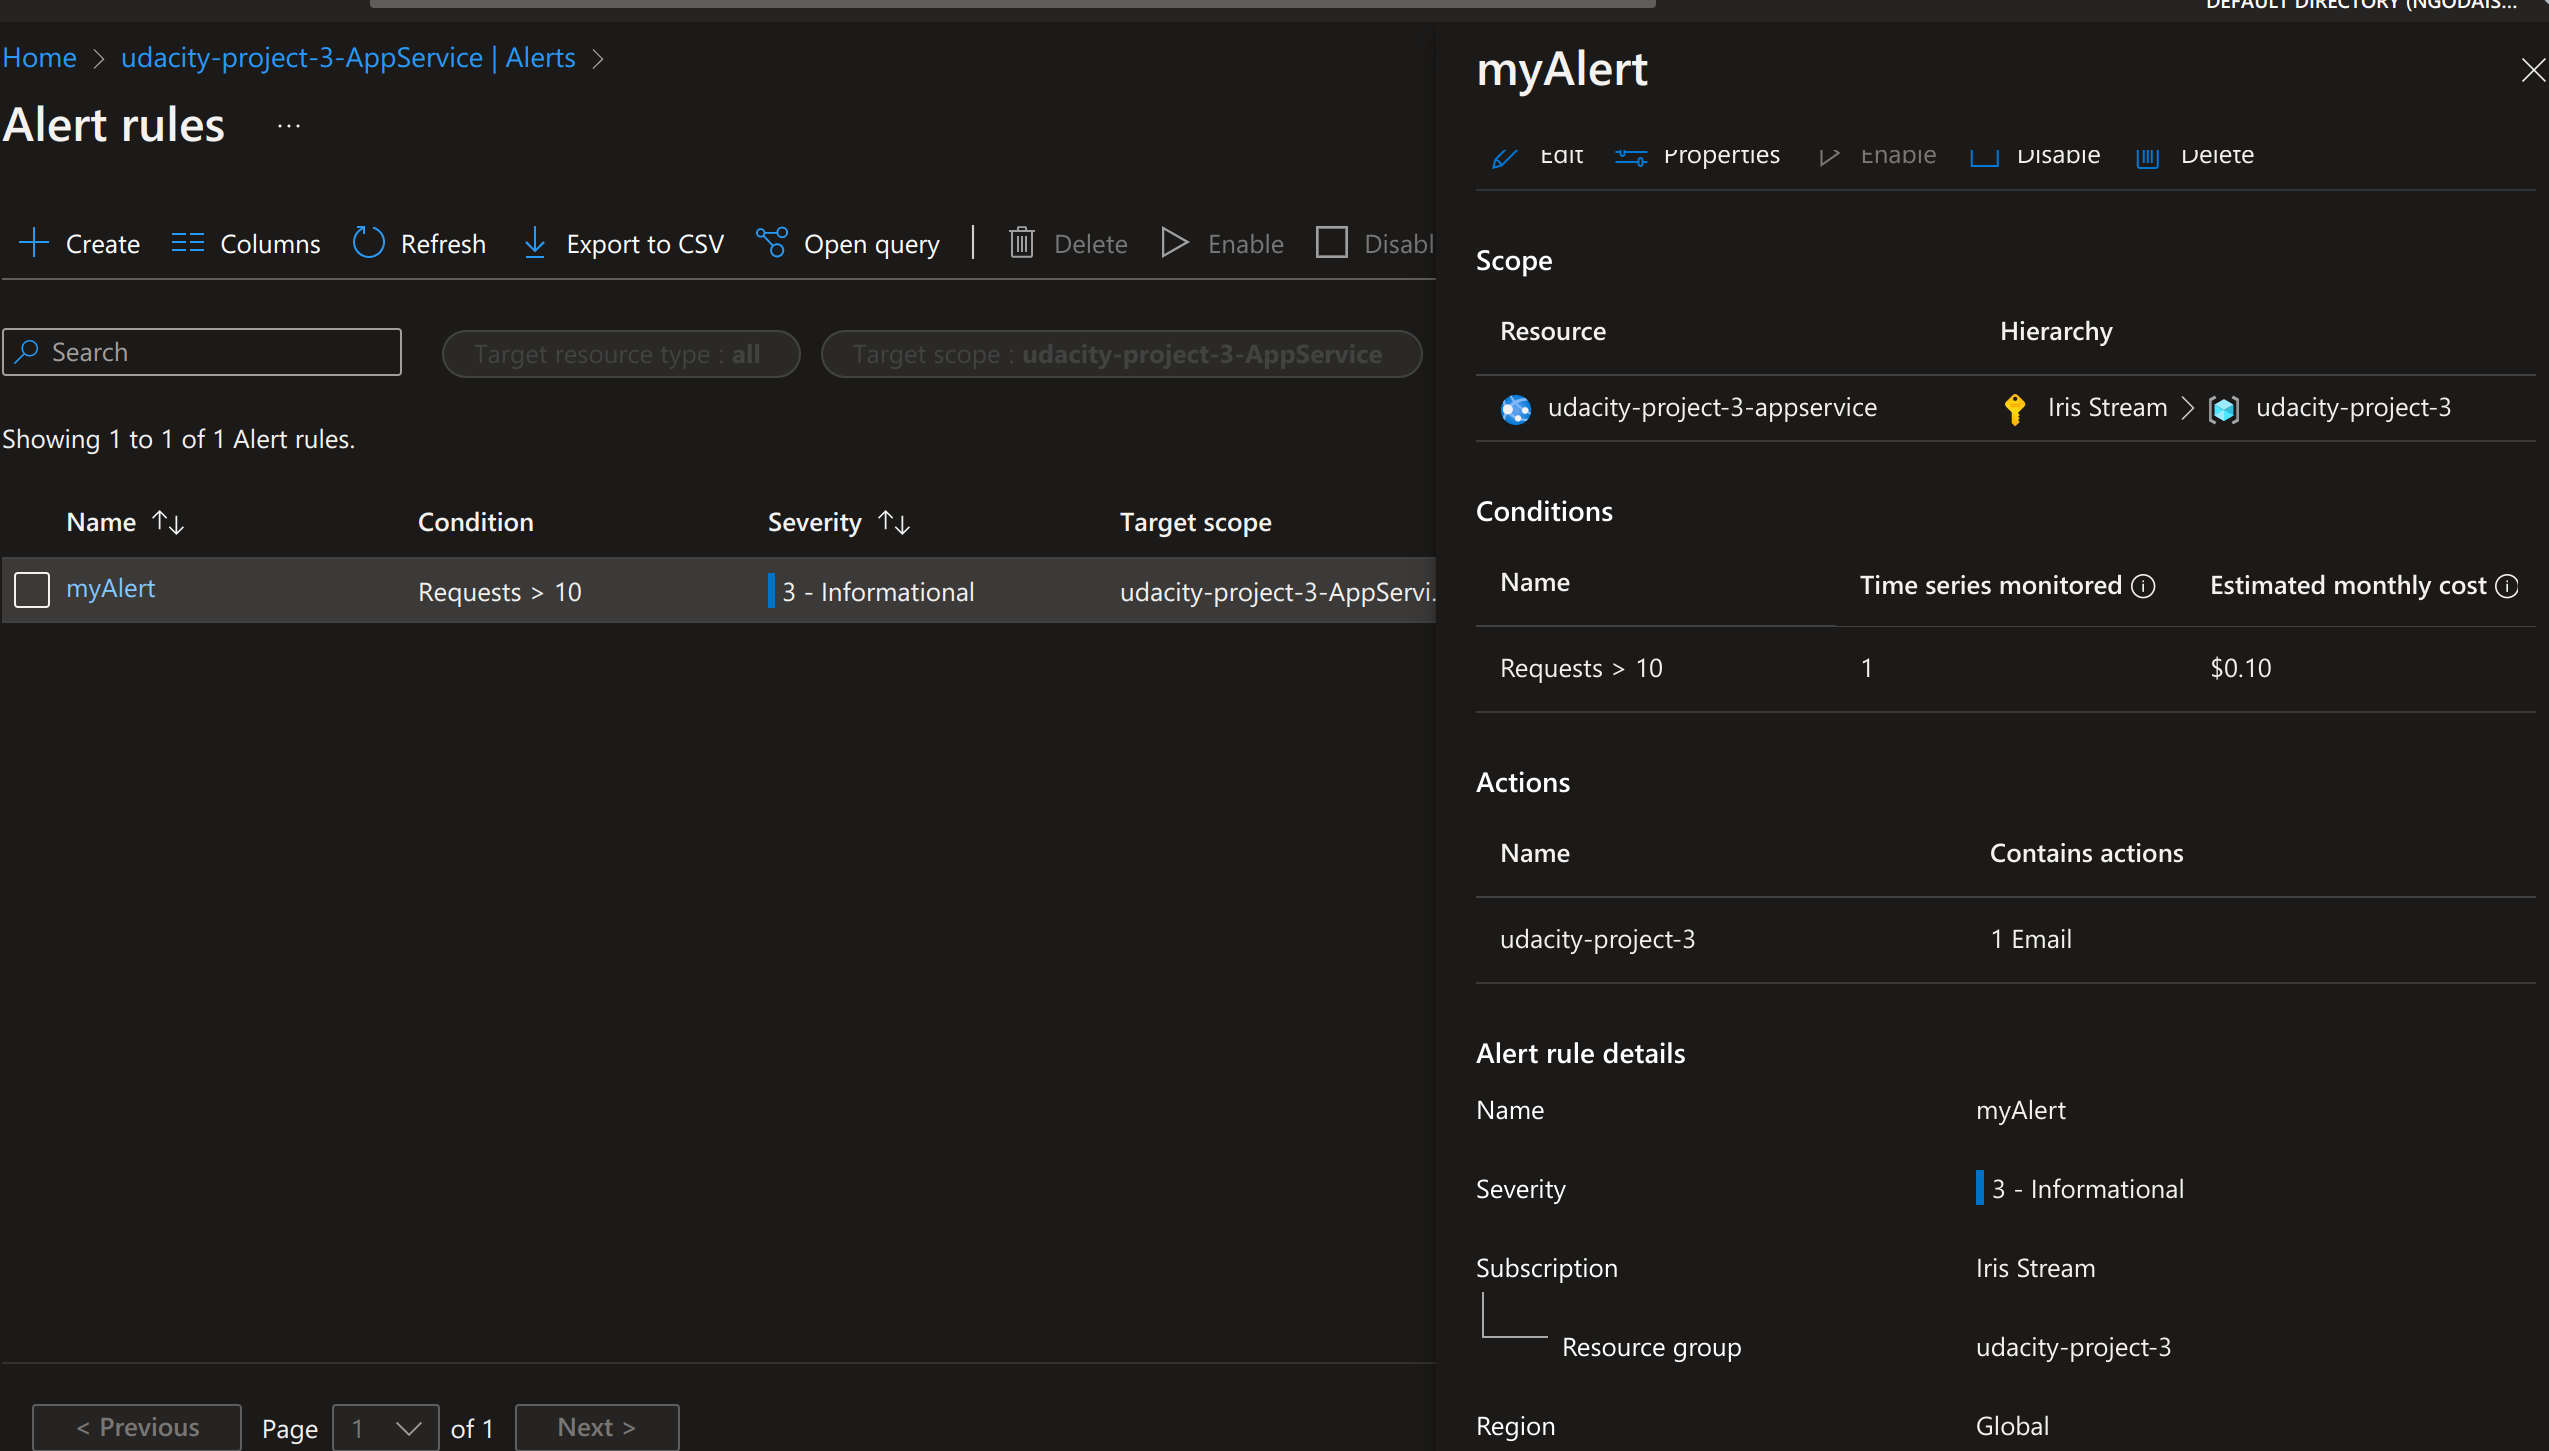 DEFAULT DIRECTORY (NGODAIS...
Home > udacity-project-3-AppService | Alerts >
Alert rules ...
Create Columns Refresh Export to CSV Open query | Delete Enable Disabl
Search Target resource type : all Target scope : udacity-project-3-AppService
Showing 1 to 1 of 1 Alert rules.
Name ↑↓ Condition Severity ↑↓ Target scope
myAlert Requests > 10 3 - Informational udacity-project-3-AppServi.
< Previous Page 1 of 1 Next >
myAlert
Edit Properties Enable Disable Delete
Scope
Resource Hierarchy
udacity-project-3-appservice Iris Stream > udacity-project-3
Conditions
Name Time series monitored Estimated monthly cost
Requests > 10 1 $0.10
Actions
Name Contains actions
udacity-project-3 1 Email
Alert rule details
Name myAlert
Severity 3 - Informational
Subscription Iris Stream
Resource group udacity-project-3
Region Global